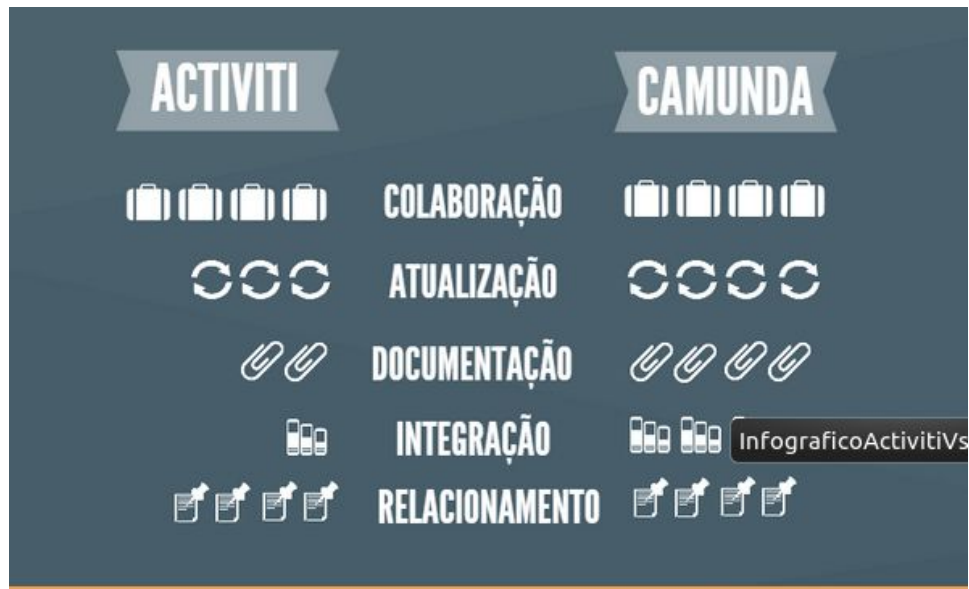 ACTIVITI CAMUNDA
COLABORAÇÃO
ATUALIZAÇÃO
DOCUMENTAÇÃO
INTEGRAÇÃO
InfograficoActivitiVs
RELACIONAMENTO